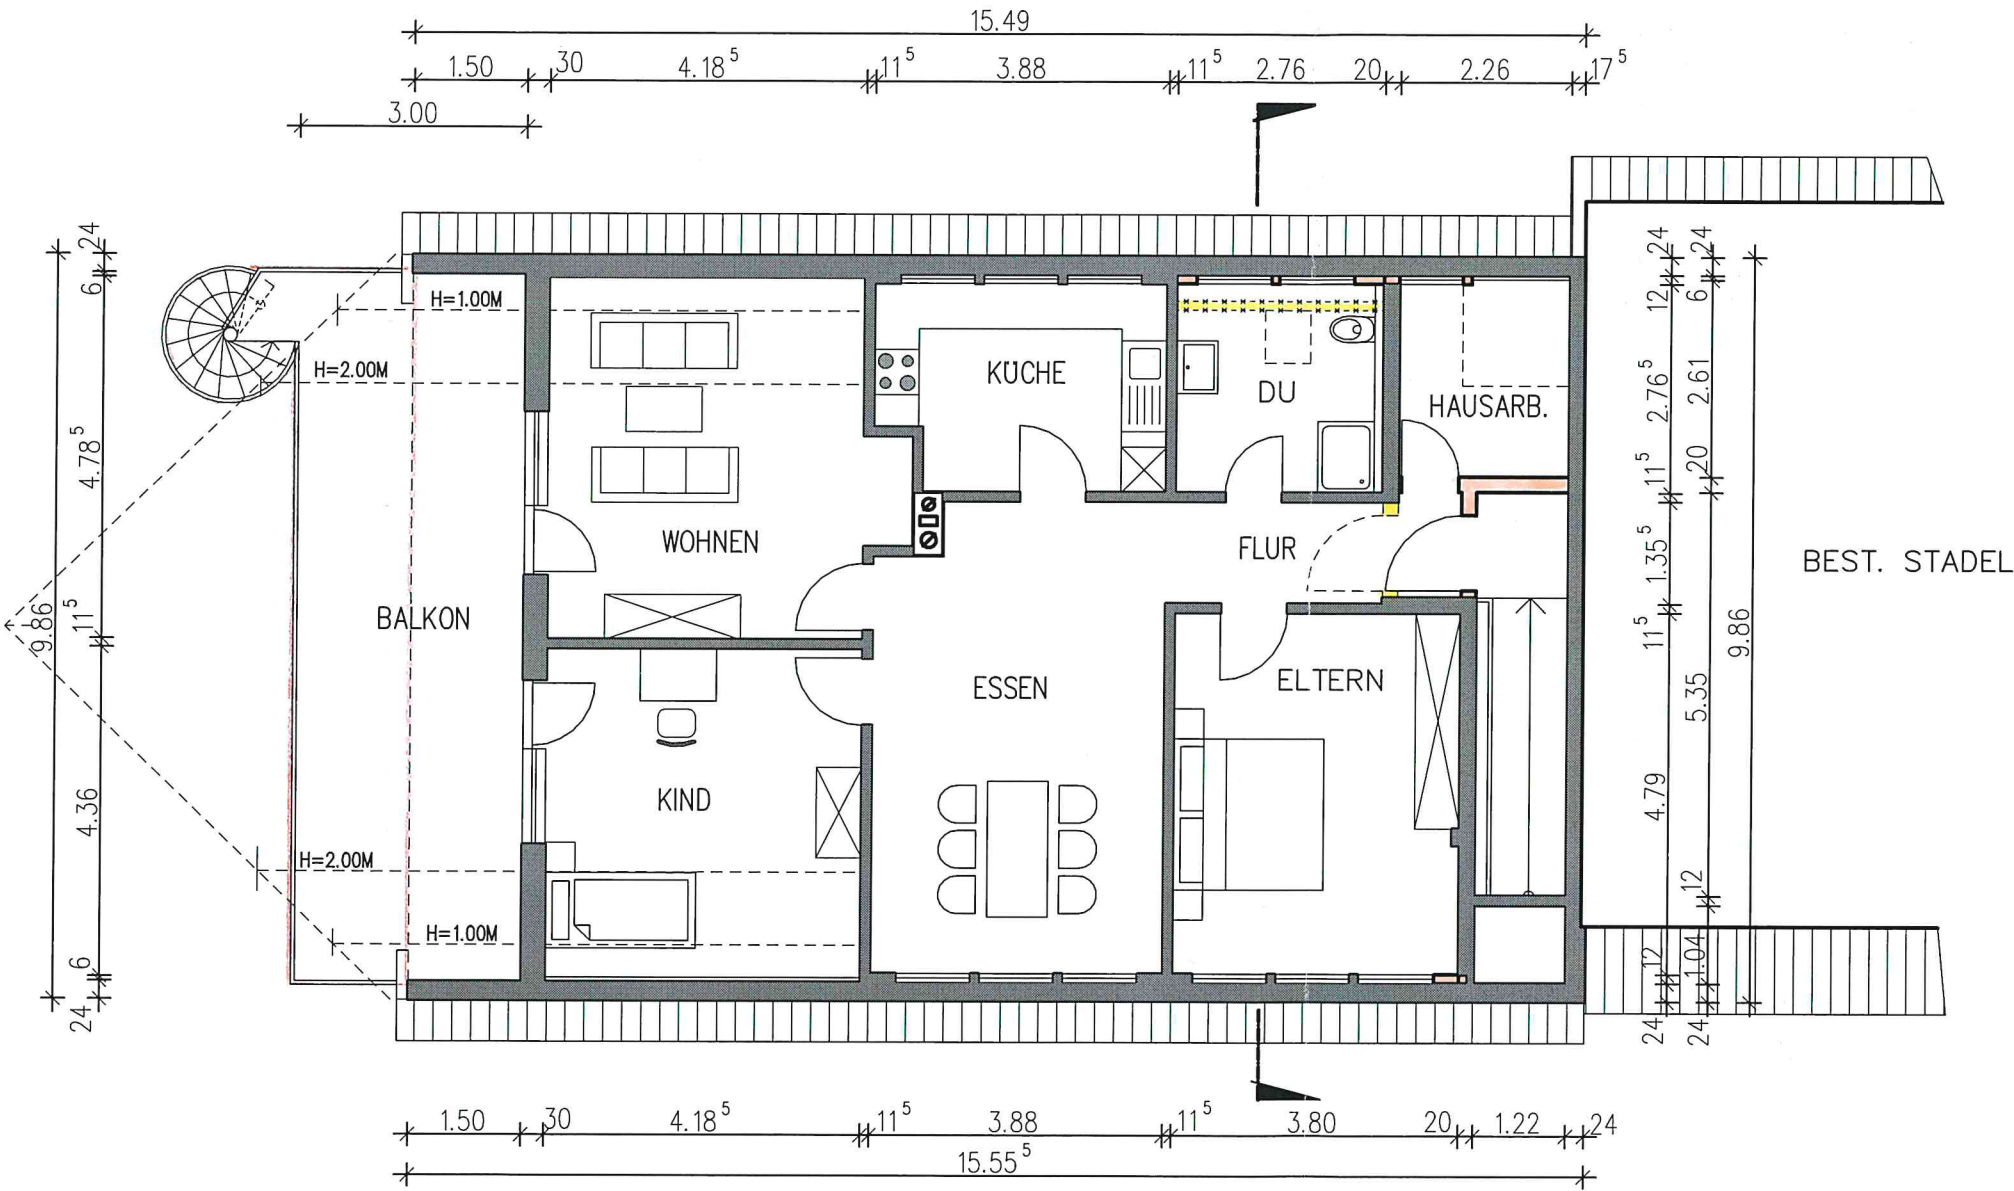 15.49
1.50 30 4.18⁵ 11⁵ 3.88 11⁵ 2.76 20 2.26 17⁵
3.00
24 6 4.78⁵ 11⁵ 4.36 6 24
9.86
H=1.00M
H=2.00M
KÜCHE
DU
HAUSARB.
WOHNEN
FLUR
BALKON
ESSEN
ELTERN
KIND
H=2.00M
H=1.00M
BEST. STADEL
24 12 2.76⁵ 11⁵ 1.35⁵ 11⁵ 4.79 12 24
24 6 2.61 20 5.35 12 1.04 24
9.86
1.50 30 4.18⁵ 11⁵ 3.88 11⁵ 3.80 20 1.22 24
15.55⁵